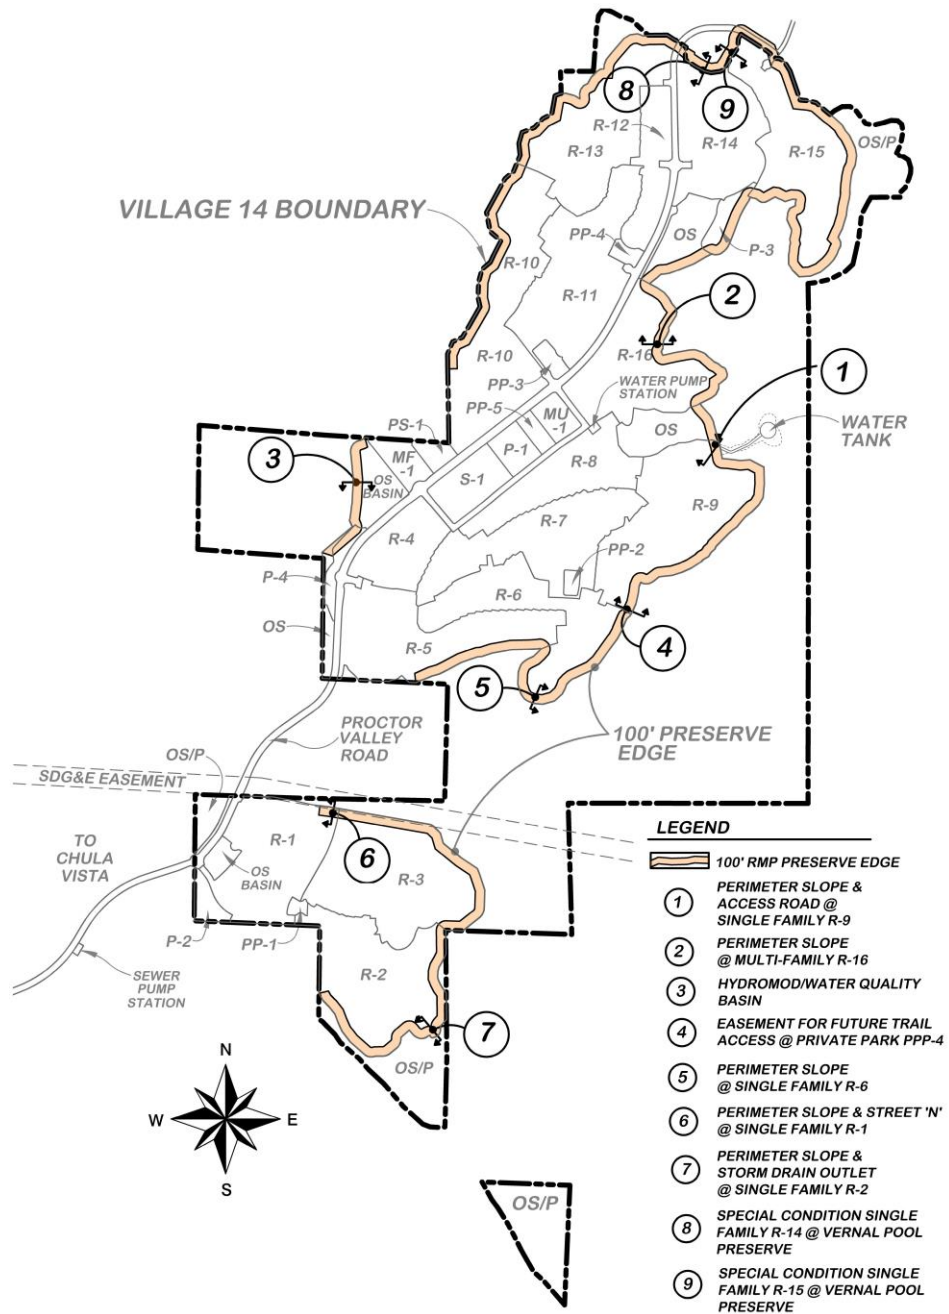 8
9
R-12
R-14
R-13
R-15
OS/P
VILLAGE 14 BOUNDARY
PP-4
OS
P-3
R-10
R-11
2
R-10
R-16
PP-3
WATER PUMP
STATION
1
PP-5
MU
-1
PS-1
OS
WATER
TANK
3
MF
-1
P-1
OS
BASIN
S-1
R-8
R-9
R-7
R-4
PP-2
P-4
R-6
OS
R-5
4
5
PROCTOR
VALLEY
ROAD
100' PRESERVE
EDGE
OS/P
SDG&E EASEMENT
TO
CHULA
VISTA
R-1
6
OS
BASIN
R-3
P-2
PP-1
R-2
SEWER
PUMP
STATION
7
OS/P
N
W
E
S
OS/P
LEGEND
100' RMP PRESERVE EDGE
1
PERIMETER SLOPE &
ACCESS ROAD @
SINGLE FAMILY R-9
2
PERIMETER SLOPE
@ MULTI-FAMILY R-16
3
HYDROMOD/WATER QUALITY
BASIN
4
EASEMENT FOR FUTURE TRAIL
ACCESS @ PRIVATE PARK PPP-4
5
PERIMETER SLOPE
@ SINGLE FAMILY R-6
6
PERIMETER SLOPE & STREET 'N'
@ SINGLE FAMILY R-1
7
PERIMETER SLOPE &
STORM DRAIN OUTLET
@ SINGLE FAMILY R-2
8
SPECIAL CONDITION SINGLE
FAMILY R-14 @ VERNAL POOL
PRESERVE
9
SPECIAL CONDITION SINGLE
FAMILY R-15 @ VERNAL POOL
PRESERVE